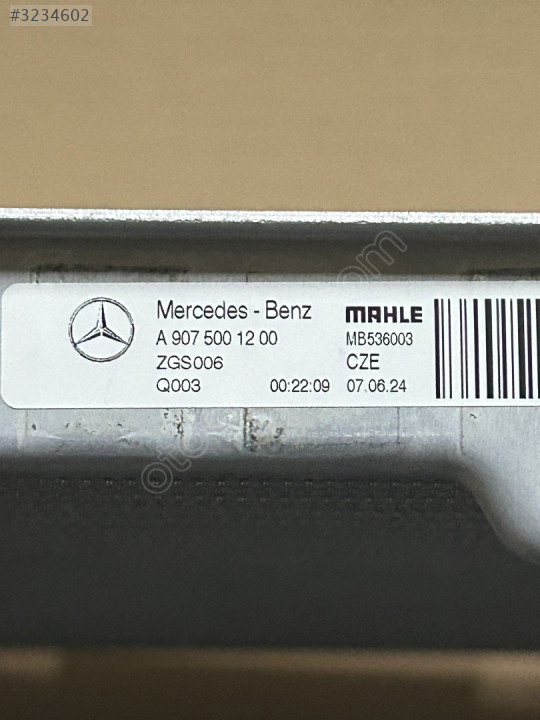 #3234602
Mercedes - Benz
A 907 500 12 00
ZGS006
Q003 00:22:09
MAHLE
MB536003
CZE
07.06.24